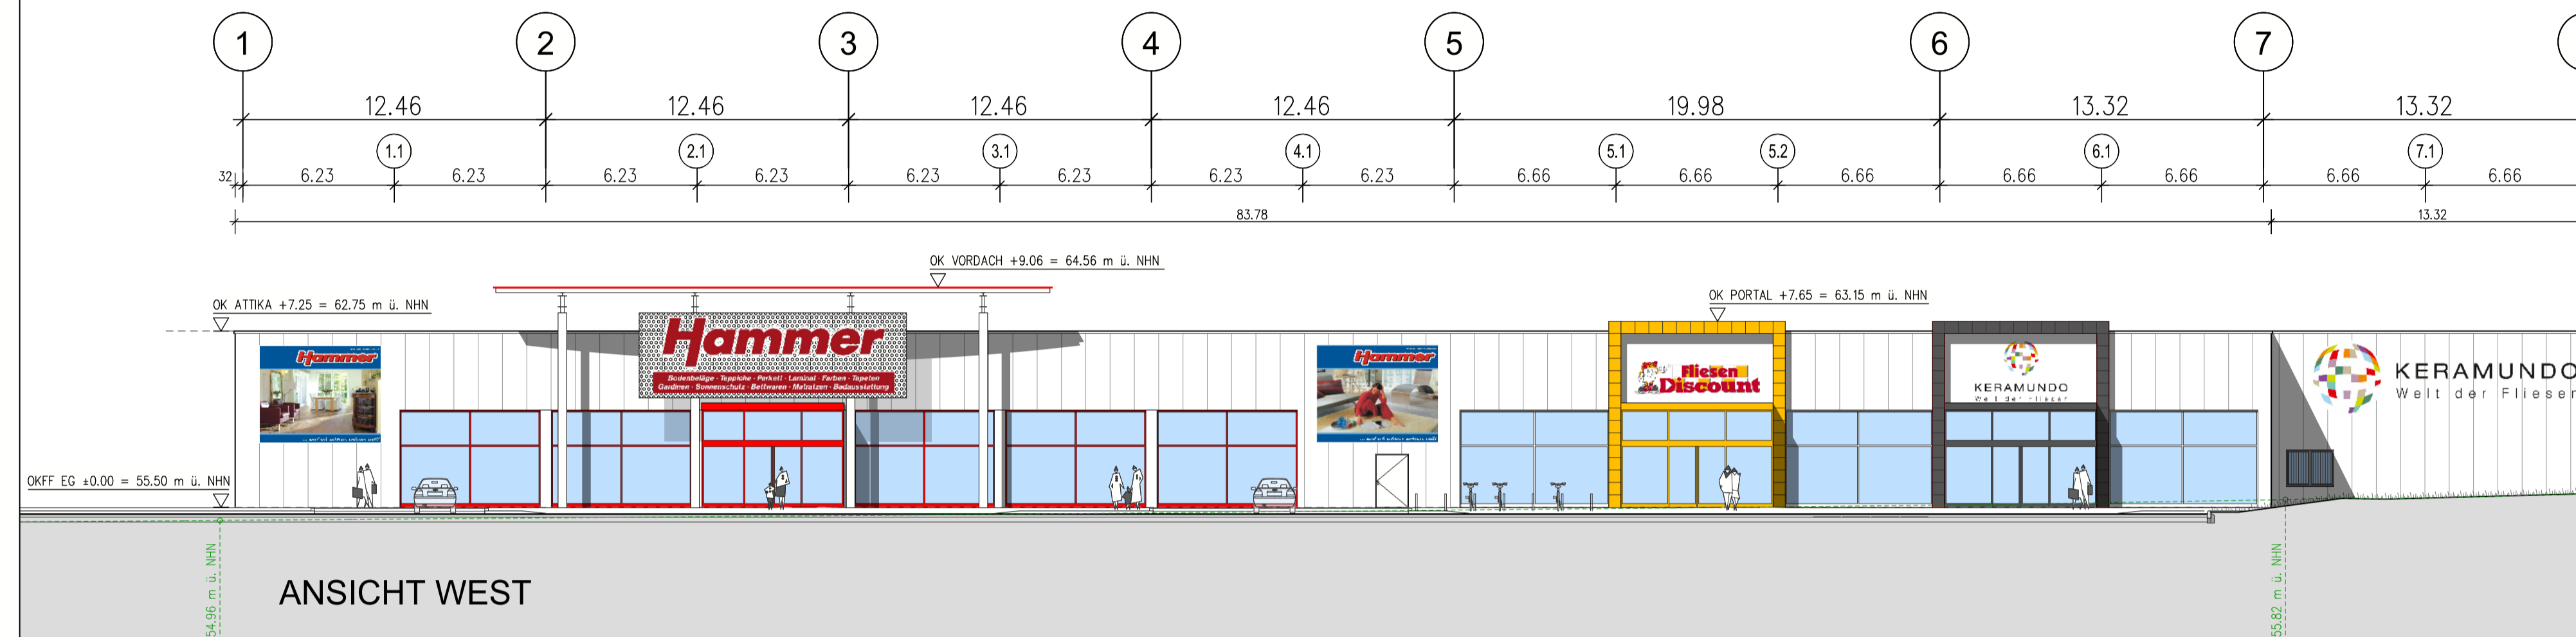 1 2 3 4 5 6 7
12.46 12.46 12.46 12.46 19.98 13.32 13.32
1.1 2.1 3.1 4.1 5.1 5.2 6.1 7.1
32 6.23 6.23 6.23 6.23 6.23 6.23 6.23 6.23 6.66 6.66 6.66 6.66 6.66 6.66 6.66
83.78 13.32
OK VORDACH +9.06 = 64.56 m ü. NHN
OK ATTIKA +7.25 = 62.75 m ü. NHN
OK PORTAL +7.65 = 63.15 m ü. NHN
Hammer
Hammer
Bodenbeläge - Teppiche - Parkett - Laminat - Farben - Tapeten
Gardinen - Sonnenschutz - Bettwaren - Matratzen - Badausstattung
Hammer
Fliesen
Discount
KERAMUNDO
Welt der Fliesen
KERAMUNDO
Welt der Fliesen
OKFF EG ±0.00 = 55.50 m ü. NHN
54.96 m ü. NHN
55.82 m ü. NHN
ANSICHT WEST